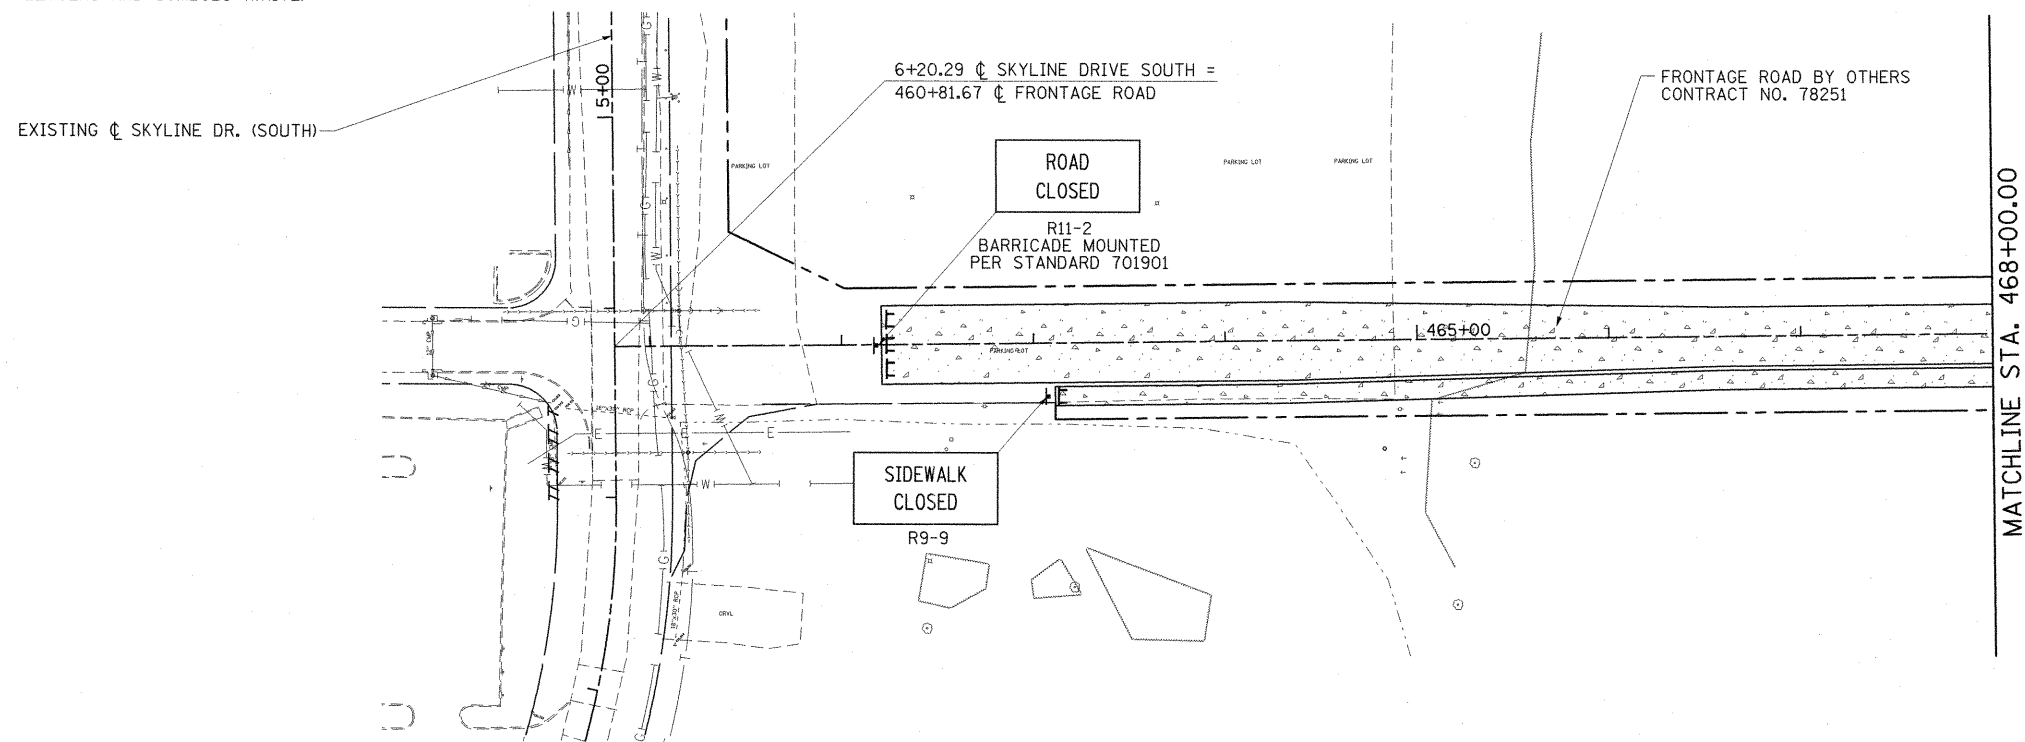 5+00
6+20.29 ℄ SKYLINE DRIVE SOUTH =
460+81.67 ℄ FRONTAGE ROAD
FRONTAGE ROAD BY OTHERS
CONTRACT NO. 78251
EXISTING ℄ SKYLINE DR. (SOUTH)
PARKING LOT
PARKING LOT
PARKING LOT
ROAD
CLOSED
R11-2
BARRICADE MOUNTED
PER STANDARD 701901
465+00
PARKING LOT
MATCHLINE STA. 468+00.00
SIDEWALK
CLOSED
R9-9
W
W
W
W
W
W
G
G
G
G
G
G
E
E